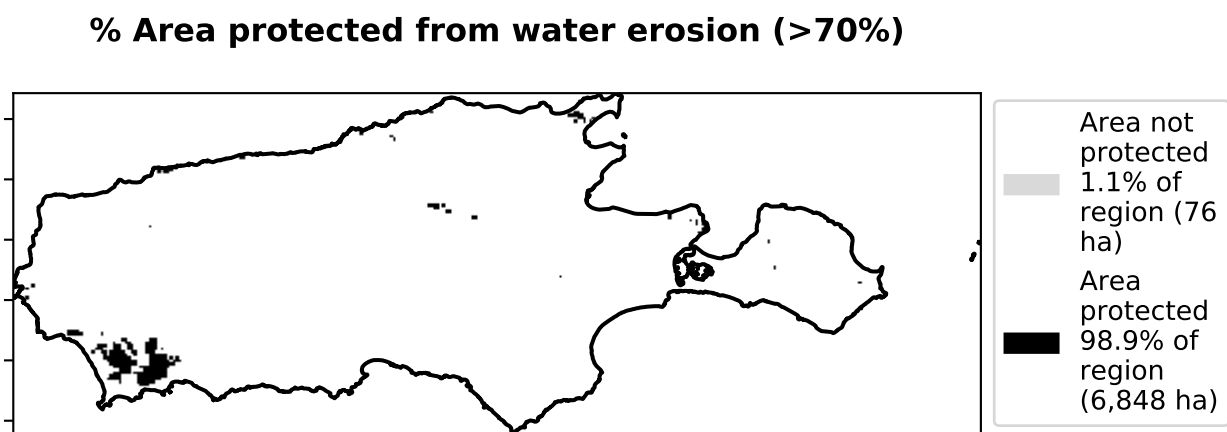 % Area protected from water erosion (>70%)
Area not
protected
1.1% of
region (76
ha)
Area
protected
98.9% of
region
(6,848 ha)